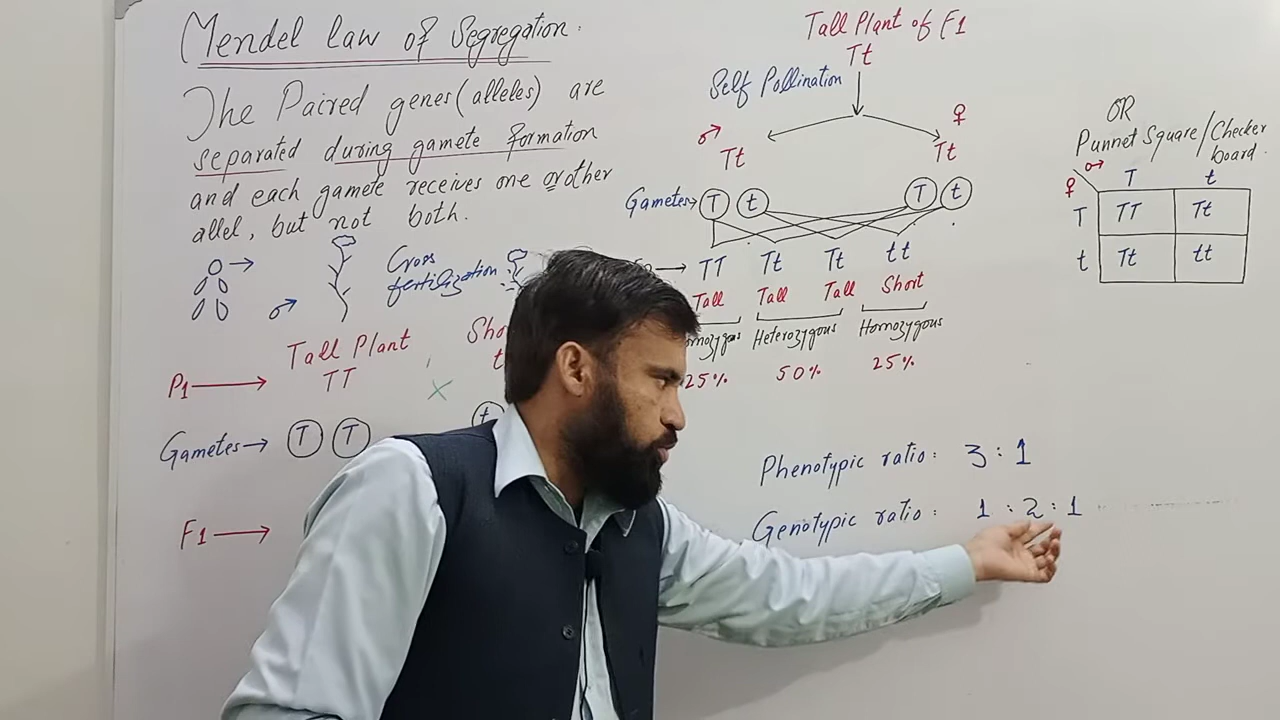 Mendel law of Segregation.
The Paired genes (alleles) are
separated during gamete formation
and each gamete receives one or other
allel, but not both.
Cross
fertilization
♂
Tall Plant
P1 → TT
×
Gametes → T T
t
F1 →
Tall Plant of F1
Tt
Self Pollination
♂ ♀
Tt Tt
Gametes → T t T t
→ TT Tt Tt tt
Tall Tall Tall Short
Heterozygous Homozygous
25% 50% 25%
Phenotypic ratio: 3 : 1
Genotypic ratio: 1 : 2 : 1
OR
Punnet Square/Checker
board.
♂
♀ T t
T TT Tt
t Tt tt